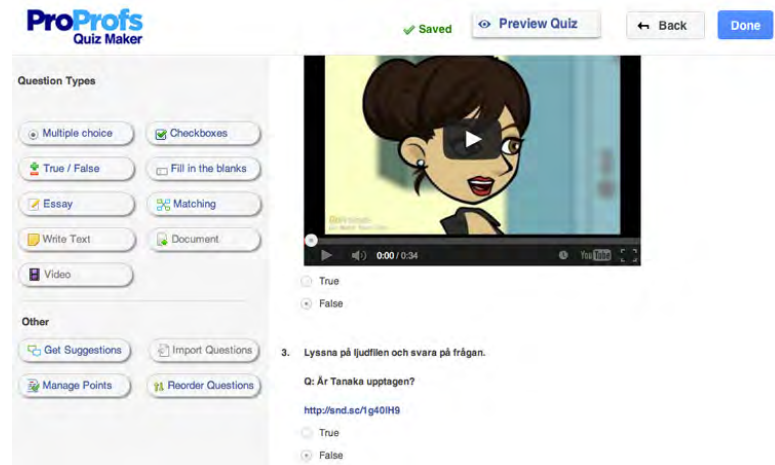 ProProfs
Quiz Maker
Saved
Preview Quiz
Back
Done
Question Types
Multiple choice
Checkboxes
True / False
Fill in the blanks
Essay
Matching
Write Text
Document
Video
Other
Get Suggestions
Import Questions
Manage Points
Reorder Questions
0:00 / 0:34
YouTube
True
False
3. Lyssna på ljudfilen och svara på frågan.
Q: Är Tanaka upptagen?
http://snd.sc/1g40IH9
True
False